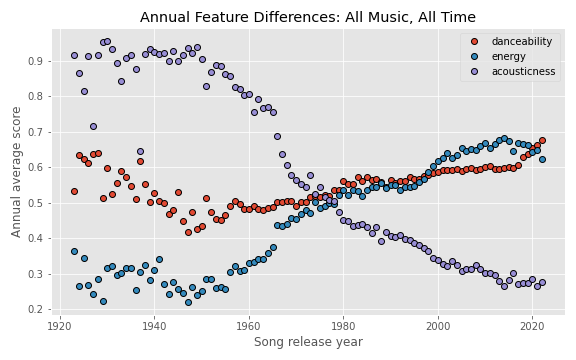 Annual Feature Differences: All Music, All Time
danceability
energy
acousticness
Annual average score
0.9
0.8
0.7
0.6
0.5
0.4
0.3
0.2
1920 1940 1960 1980 2000 2020
Song release year